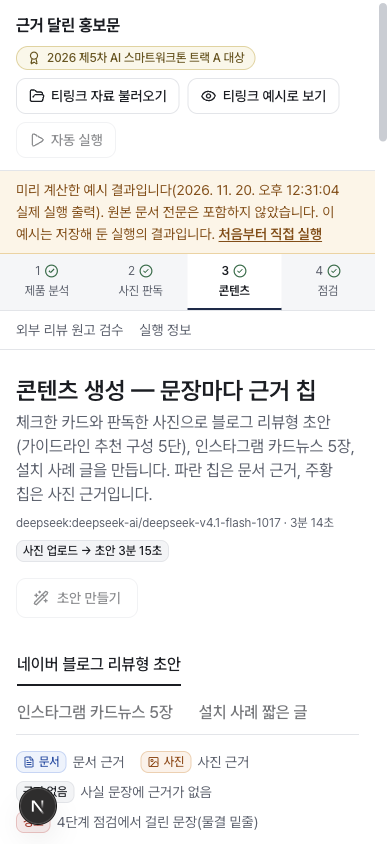 근거 달린 홍보문
2026 제5차 AI 스마트워크톤 트랙 A 대상
티링크 자료 불러오기
티링크 예시로 보기
자동 실행
미리 계산한 예시 결과입니다(2026. 11. 20. 오후 12:31:04
실제 실행 출력). 원본 문서 전문은 포함하지 않았습니다. 이
예시는 저장해 둔 실행의 결과입니다. 처음부터 직접 실행
1
제품 분석
2
사진 판독
3
콘텐츠
4
점검
외부 리뷰 원고 검수 실행 정보
콘텐츠 생성 — 문장마다 근거 칩
체크한 카드와 판독한 사진으로 블로그 리뷰형 초안
(가이드라인 추천 구성 5단), 인스타그램 카드뉴스 5장,
설치 사례 글을 만듭니다. 파란 칩은 문서 근거, 주황
칩은 사진 근거입니다.
deepseek:deepseek-ai/deepseek-v4.1-flash-1017 · 3분 14초
사진 업로드 → 초안 3분 15초
초안 만들기
네이버 블로그 리뷰형 초안
인스타그램 카드뉴스 5장 설치 사례 짧은 글
문서 문서 근거 사진 사진 근거
없음 사실 문장에 근거가 없음
N
4단계 점검에서 걸린 문장(물결 밑줄)